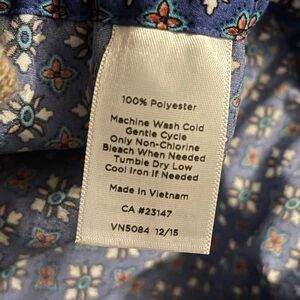 100% Polyester
Machine Wash Cold
Gentle Cycle
Only Non-Chlorine
Bleach When Needed
Tumble Dry Low
Cool Iron If Needed
Made in Vietnam
CA #23147
VN5084 12/15